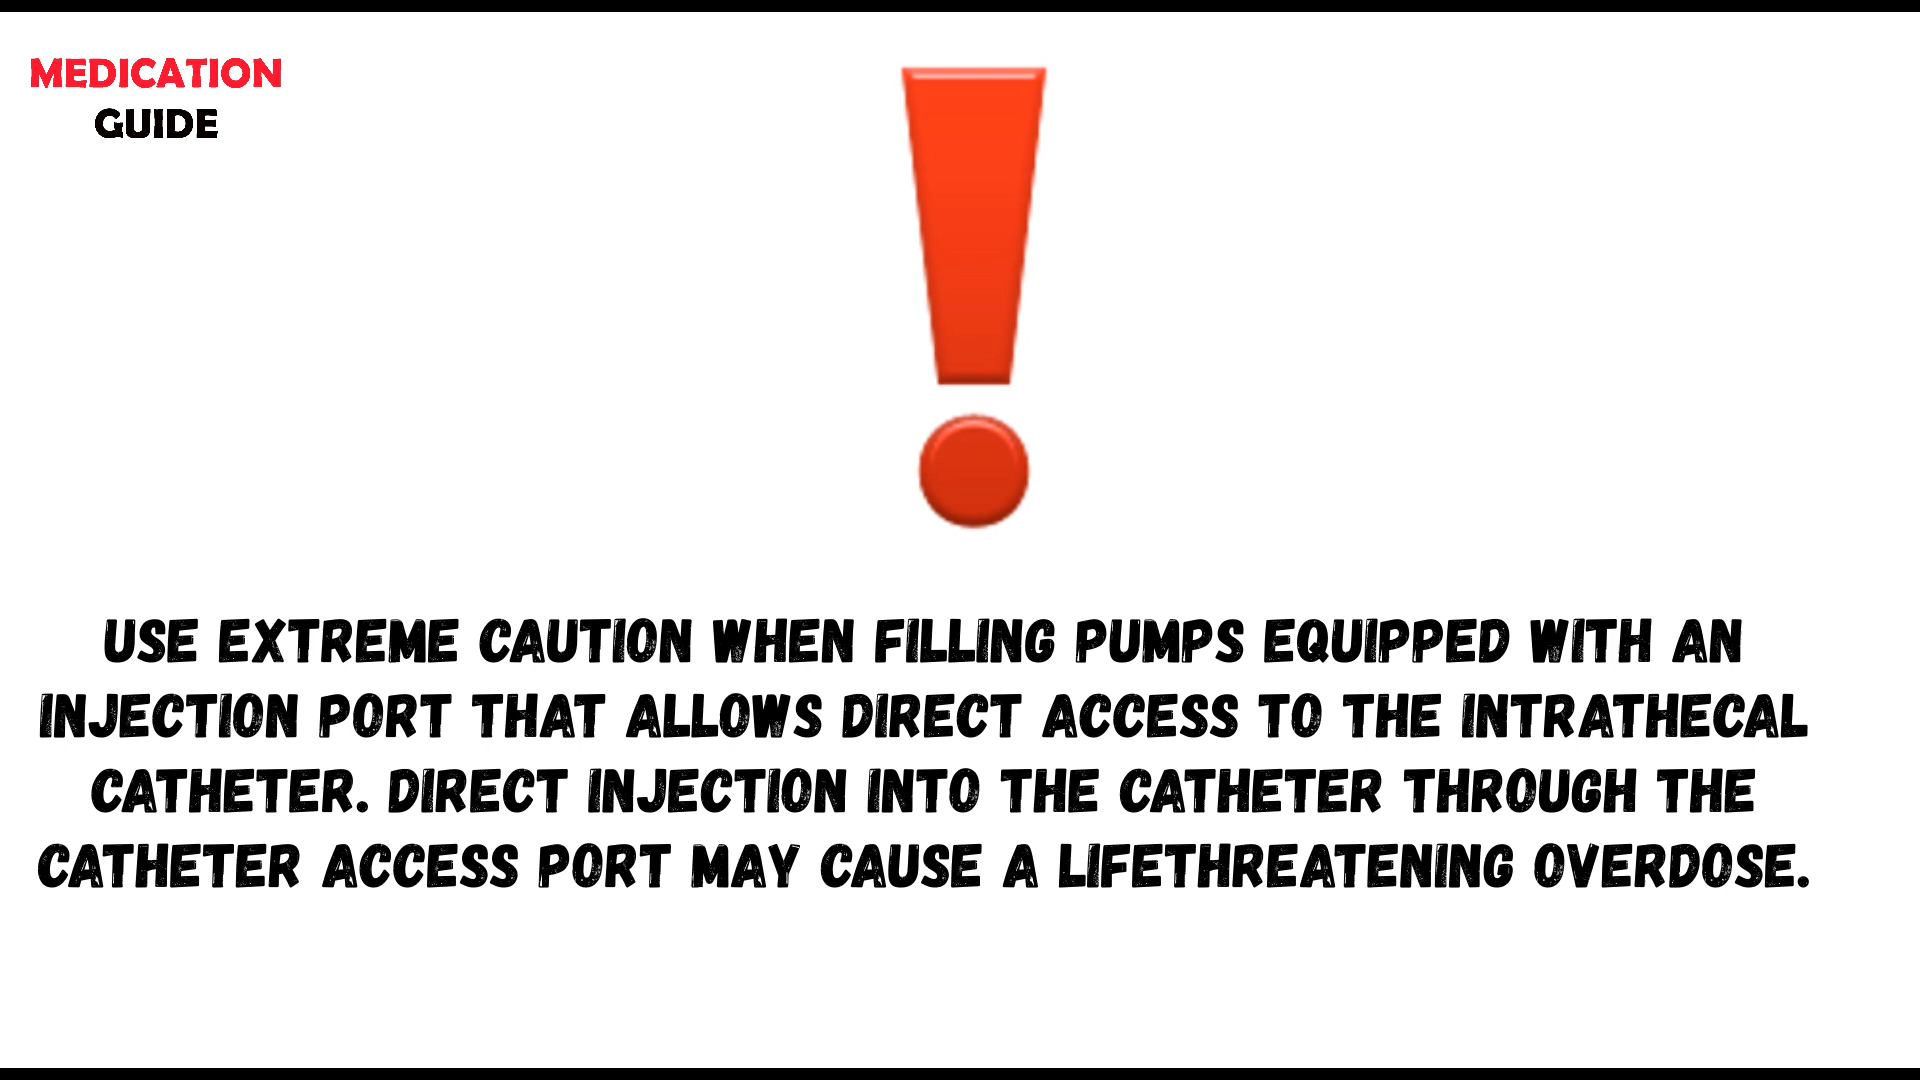 MEDICATION
GUIDE
USE EXTREME CAUTION WHEN FILLING PUMPS EQUIPPED WITH AN
INJECTION PORT THAT ALLOWS DIRECT ACCESS TO THE INTRATHECAL
CATHETER. DIRECT INJECTION INTO THE CATHETER THROUGH THE
CATHETER ACCESS PORT MAY CAUSE A LIFETHREATENING OVERDOSE.